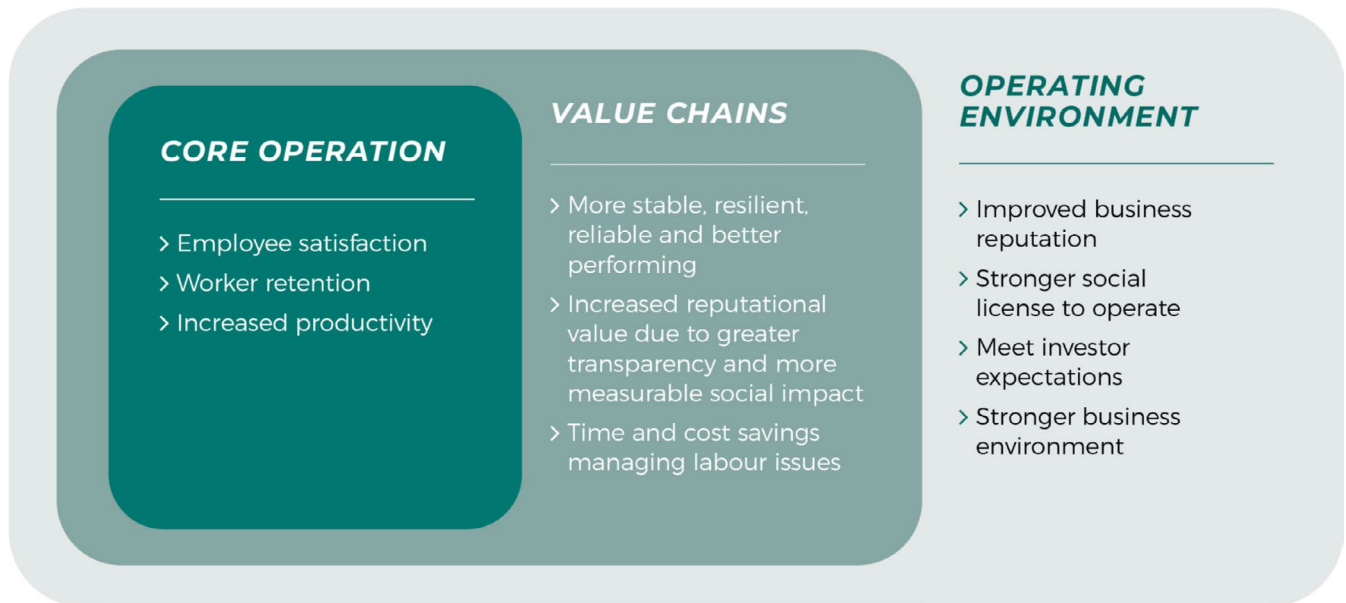 CORE OPERATION
> Employee satisfaction
> Worker retention
> Increased productivity
VALUE CHAINS
> More stable, resilient,
reliable and better
performing
> Increased reputational
value due to greater
transparency and more
measurable social impact
> Time and cost savings
managing labour issues
OPERATING
ENVIRONMENT
> Improved business
reputation
> Stronger social
license to operate
> Meet investor
expectations
> Stronger business
environment